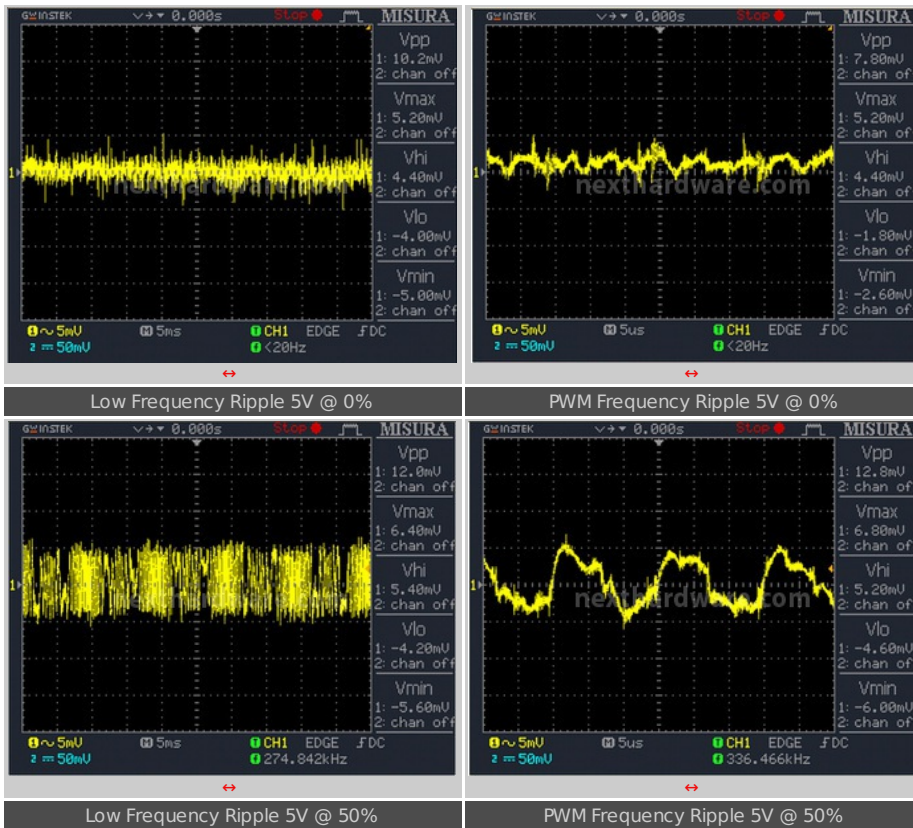 GWINSTEK 0.000s Stop MISURA
Vpp
1: 10.2mV
2: chan off
Vmax
1: 5.20mV
2: chan off
Vhi
1: 4.40mV
2: chan off
Vlo
1: -4.00mV
2: chan off
Vmin
1: -5.00mV
2: chan off
1
nexthardware.com
1 ~ 5mV M 5ms T CH1 EDGE DC
2 50mV f <20Hz
Low Frequency Ripple 5V @ 0%
GWINSTEK 0.000s Stop MISURA
Vpp
1: 7.80mV
2: chan off
Vmax
1: 5.20mV
2: chan off
Vhi
1: 4.40mV
2: chan off
Vlo
1: -1.80mV
2: chan off
Vmin
1: -2.60mV
2: chan off
1
nexthardware.com
1 ~ 5mV M 5us T CH1 EDGE DC
2 50mV f <20Hz
PWM Frequency Ripple 5V @ 0%
GWINSTEK 0.000s Stop MISURA
Vpp
1: 12.0mV
2: chan off
Vmax
1: 6.40mV
2: chan off
Vhi
1: 5.40mV
2: chan off
Vlo
1: -4.20mV
2: chan off
Vmin
1: -5.60mV
2: chan off
1
nexthardware.com
1 ~ 5mV M 5ms T CH1 EDGE DC
2 50mV f 274.842kHz
Low Frequency Ripple 5V @ 50%
GWINSTEK 0.000s Stop MISURA
Vpp
1: 12.8mV
2: chan off
Vmax
1: 6.80mV
2: chan off
Vhi
1: 5.20mV
2: chan off
Vlo
1: -4.60mV
2: chan off
Vmin
1: -6.00mV
2: chan off
1
nexthardware.com
1 ~ 5mV M 5us T CH1 EDGE DC
2 50mV f 336.466kHz
PWM Frequency Ripple 5V @ 50%